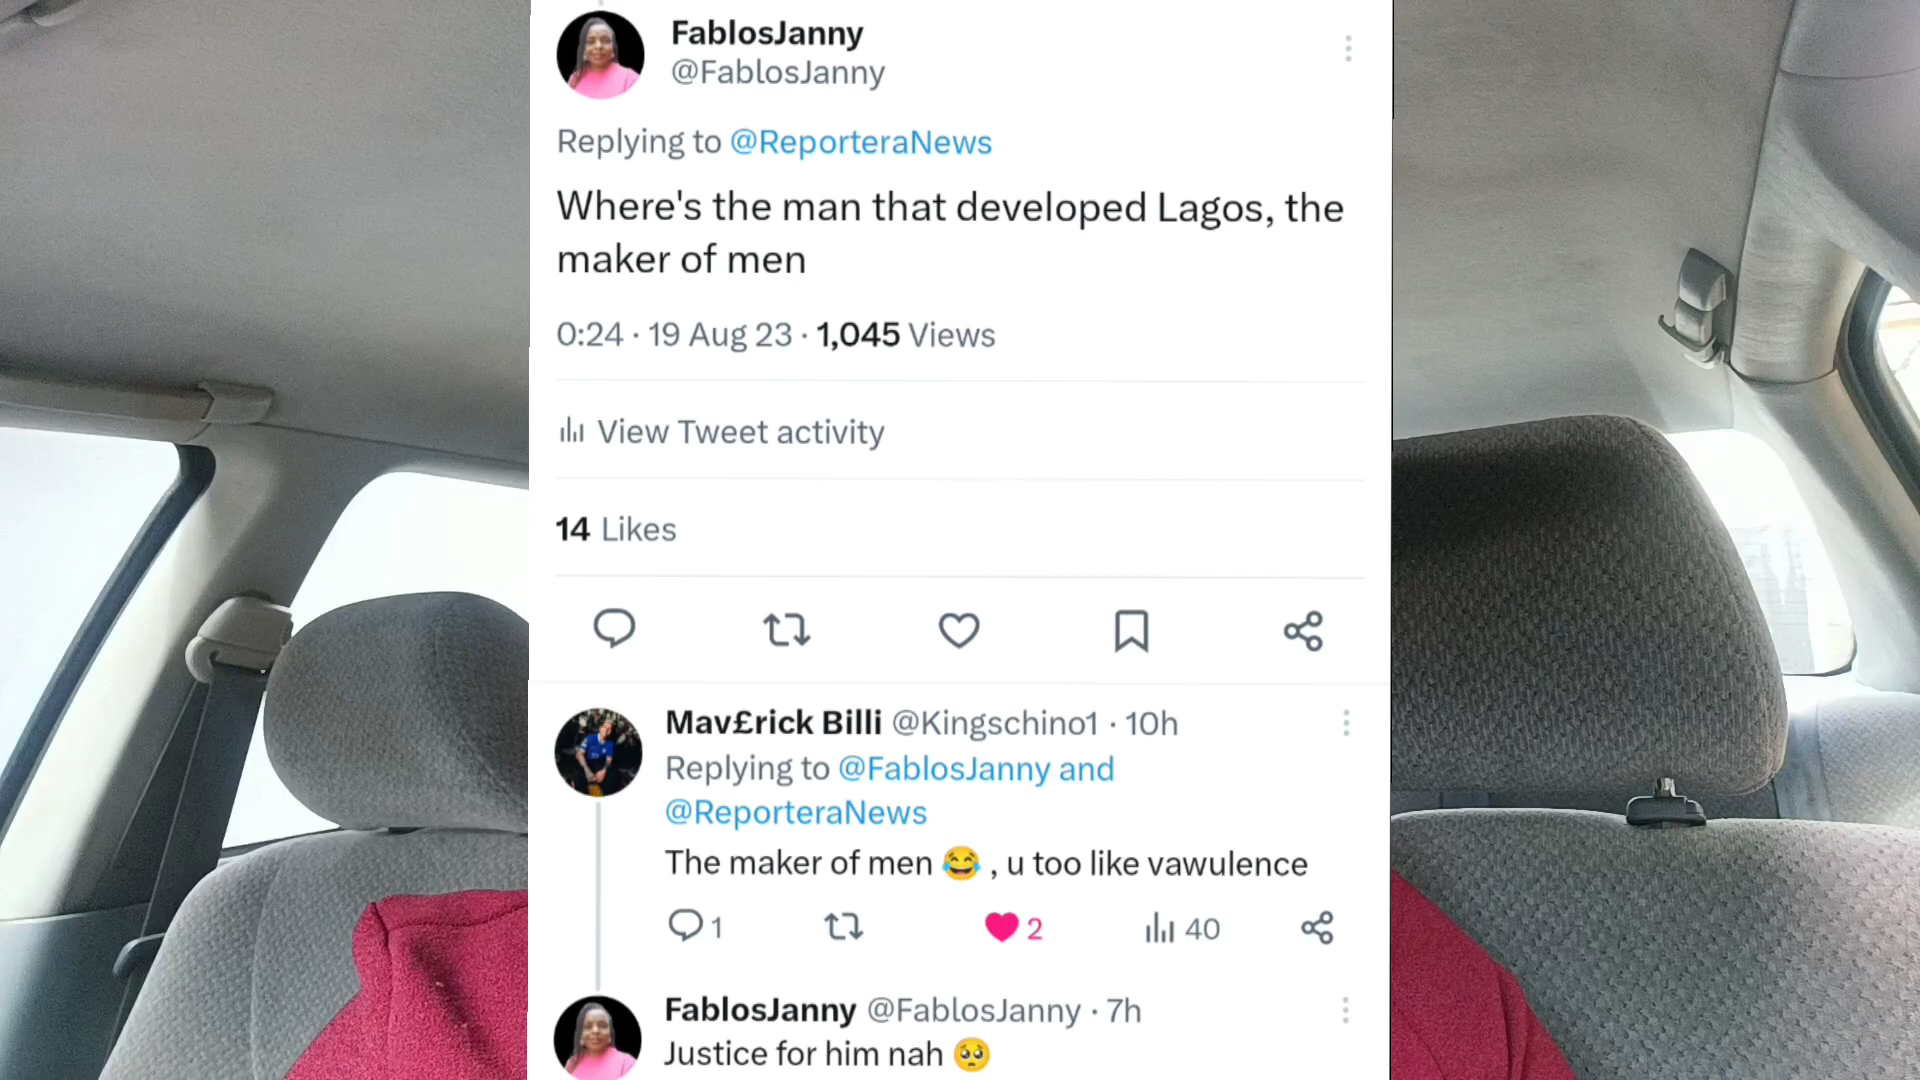 FablosJanny
@FablosJanny
Replying to @ReporteraNews
Where's the man that developed Lagos, the
maker of men
0:24 · 19 Aug 23 · 1,045 Views
View Tweet activity
14 Likes
Mav£rick Billi @Kingschino1 · 10h
Replying to @FablosJanny and
@ReporteraNews
The maker of men 😂 , u too like vawulence
1
2
40
FablosJanny @FablosJanny · 7h
Justice for him nah 🥺